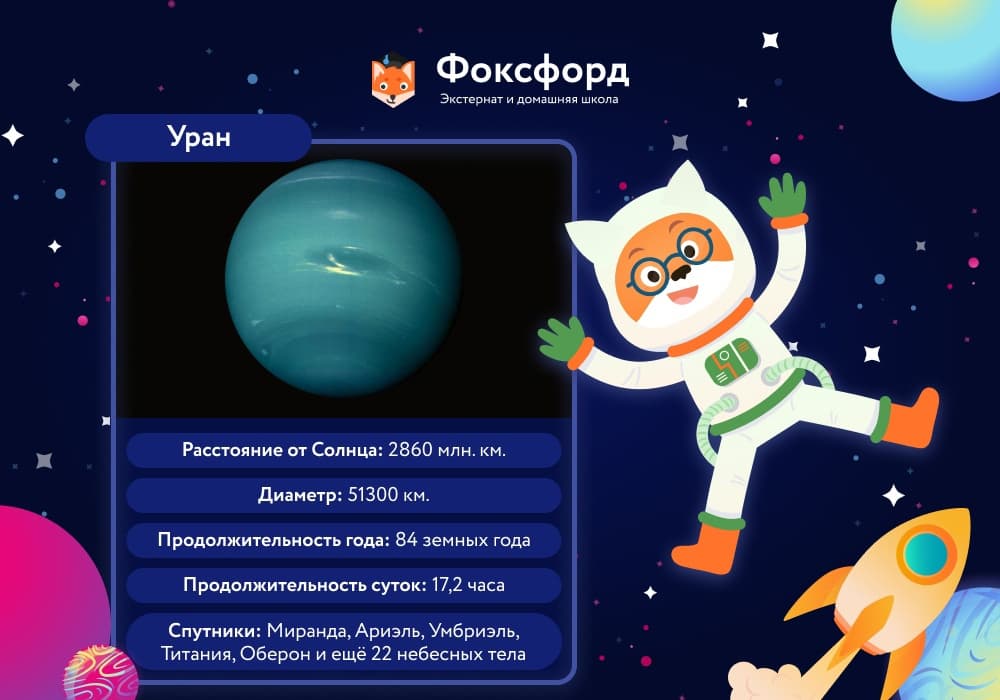 Фоксфорд
Экстернат и домашняя школа
Уран
Расстояние от Солнца: 2860 млн. км.
Диаметр: 51300 км.
Продолжительность года: 84 земных года
Продолжительность суток: 17,2 часа
Спутники: Миранда, Ариэль, Умбриэль,
Титания, Оберон и ещё 22 небесных тела